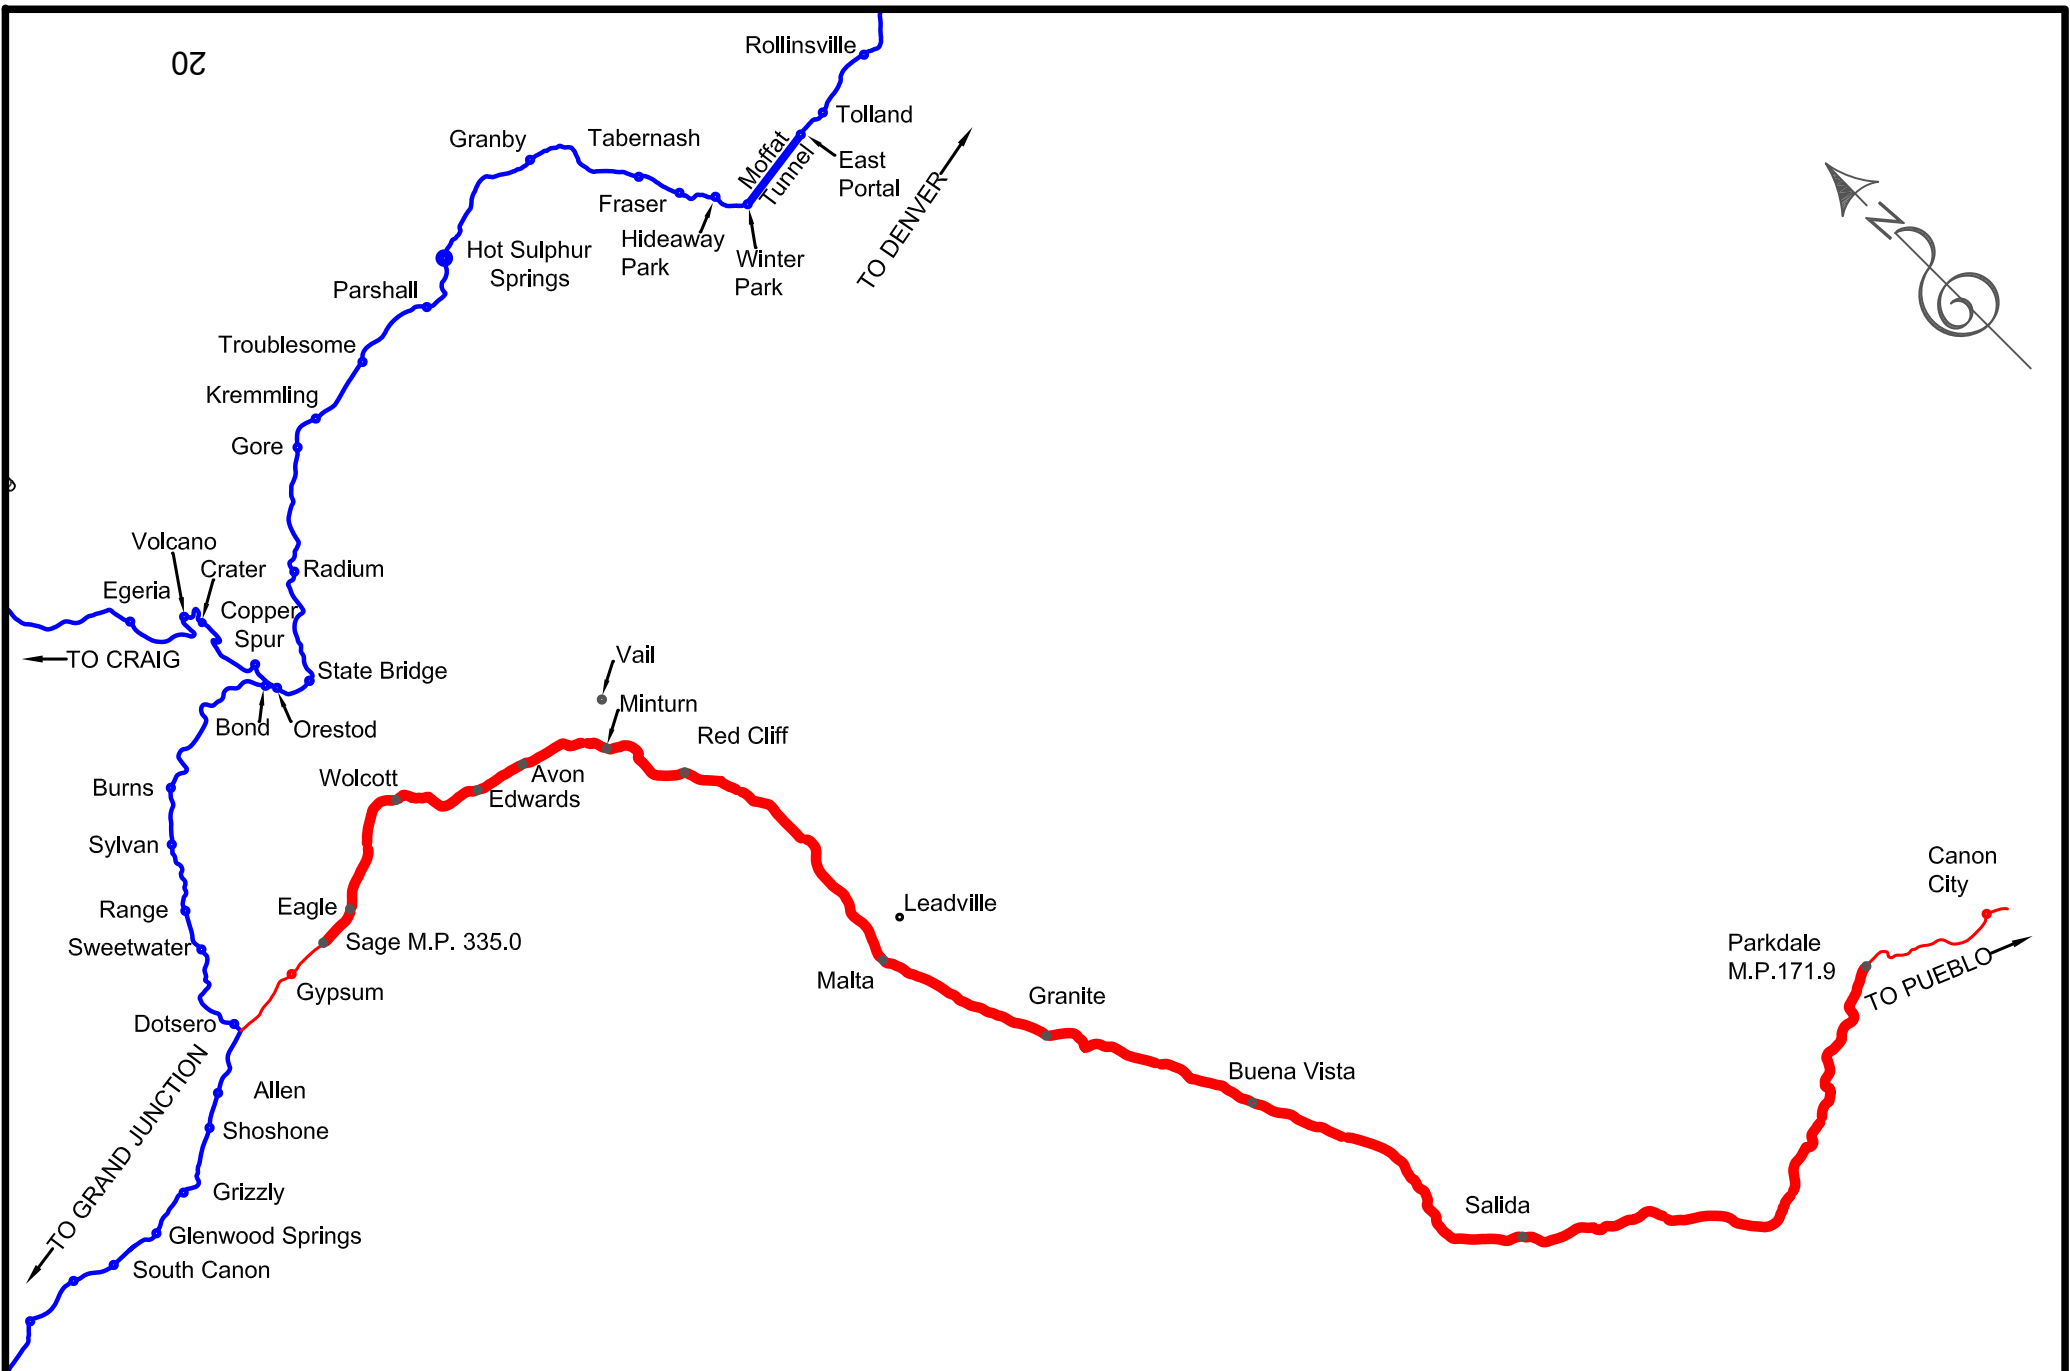 20
Rollinsville
Tolland
Granby
Tabernash
Moffat
Tunnel
East
Portal
Fraser
Hideaway
Park
Winter
Park
TO DENVER
N
Hot Sulphur
Springs
Parshall
Troublesome
Kremmling
Gore
Volcano
Crater
Egeria
Radium
Copper
Spur
TO CRAIG
State Bridge
Vail
Minturn
Bond
Orestod
Red Cliff
Wolcott
Avon
Edwards
Burns
Sylvan
Canon
City
Range
Eagle
Leadville
Sweetwater
Sage M.P. 335.0
Parkdale
M.P.171.9
TO PUEBLO
Gypsum
Malta
Granite
Dotsero
TO GRAND JUNCTION
Allen
Buena Vista
Shoshone
Grizzly
Salida
Glenwood Springs
South Canon